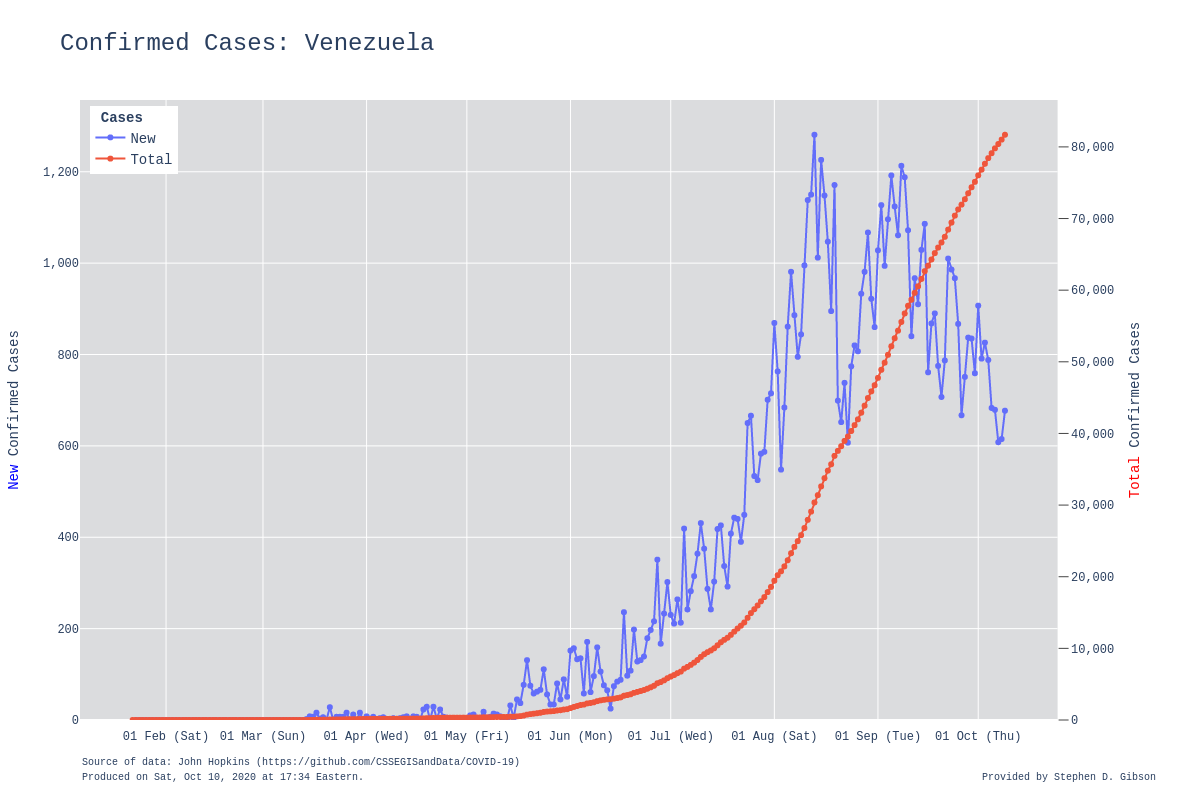 Confirmed Cases: Venezuela
Cases
New
Total
1,200
1,000
800
600
400
200
0
80,000
70,000
60,000
50,000
40,000
30,000
20,000
10,000
0
New Confirmed Cases
Total Confirmed Cases
01 Feb (Sat) 01 Mar (Sun) 01 Apr (Wed) 01 May (Fri) 01 Jun (Mon) 01 Jul (Wed) 01 Aug (Sat) 01 Sep (Tue) 01 Oct (Thu)
Source of data: John Hopkins (https://github.com/CSSEGISandData/COVID-19)
Produced on Sat, Oct 10, 2020 at 17:34 Eastern.
Provided by Stephen D. Gibson